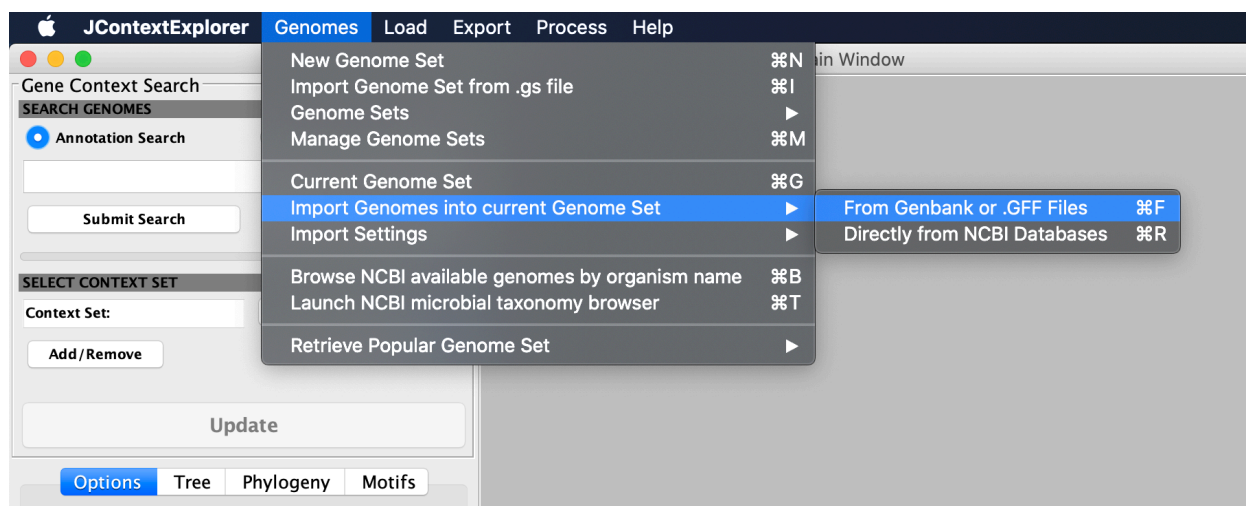 JContextExplorer Genomes Load Export Process Help
New Genome Set ⌘N
ain Window
Gene Context Search
Import Genome Set from .gs file ⌘I
SEARCH GENOMES
Genome Sets ▶
Annotation Search
Manage Genome Sets ⌘M
Current Genome Set ⌘G
Import Genomes into current Genome Set ▶
From Genbank or .GFF Files ⌘F
Submit Search
Import Settings ▶
Directly from NCBI Databases ⌘R
SELECT CONTEXT SET
Browse NCBI available genomes by organism name ⌘B
Context Set:
Launch NCBI microbial taxonomy browser ⌘T
Add/Remove
Retrieve Popular Genome Set ▶
Update
Options Tree Phylogeny Motifs